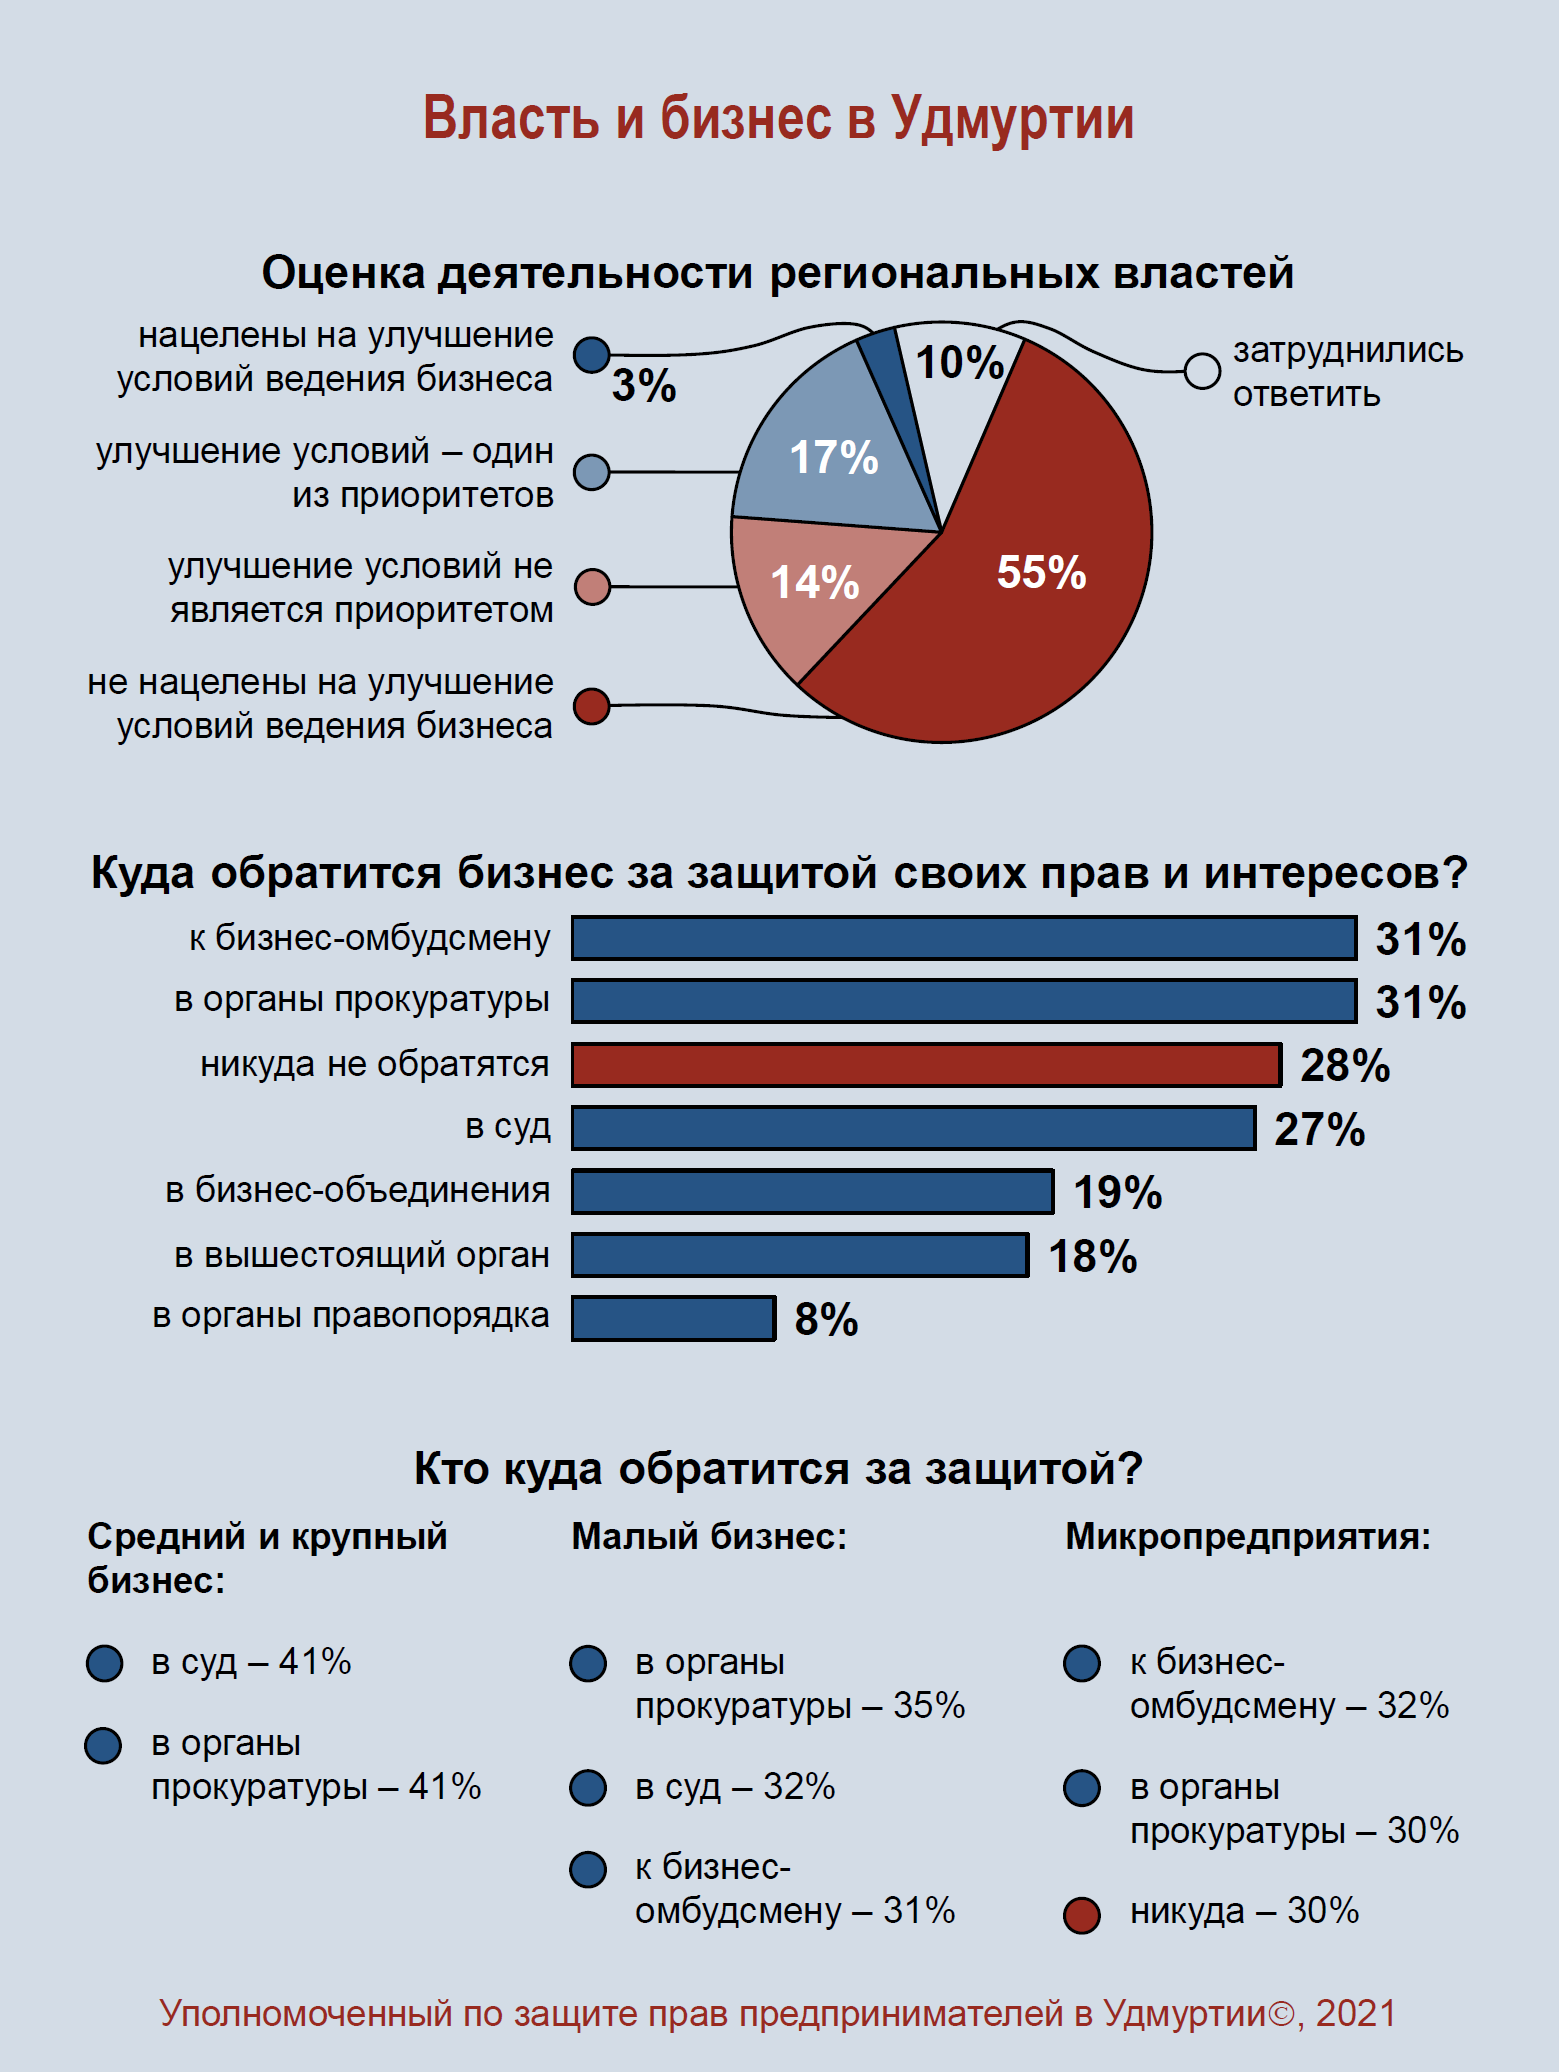 Власть и бизнес в Удмуртии
Оценка деятельности региональных властей
нацелены на улучшение
условий ведения бизнеса
3%
улучшение условий – один
из приоритетов
улучшение условий не
является приоритетом
не нацелены на улучшение
условий ведения бизнеса
10%
17%
14%
55%
затруднились
ответить
Куда обратится бизнес за защитой своих прав и интересов?
к бизнес-омбудсмену 31%
в органы прокуратуры 31%
никуда не обратятся 28%
в суд 27%
в бизнес-объединения 19%
в вышестоящий орган 18%
в органы правопорядка 8%
Кто куда обратится за защитой?
Средний и крупный
бизнес:
в суд – 41%
в органы
прокуратуры – 41%
Малый бизнес:
в органы
прокуратуры – 35%
в суд – 32%
к бизнес-
омбудсмену – 31%
Микропредприятия:
к бизнес-
омбудсмену – 32%
в органы
прокуратуры – 30%
никуда – 30%
Уполномоченный по защите прав предпринимателей в Удмуртии©, 2021